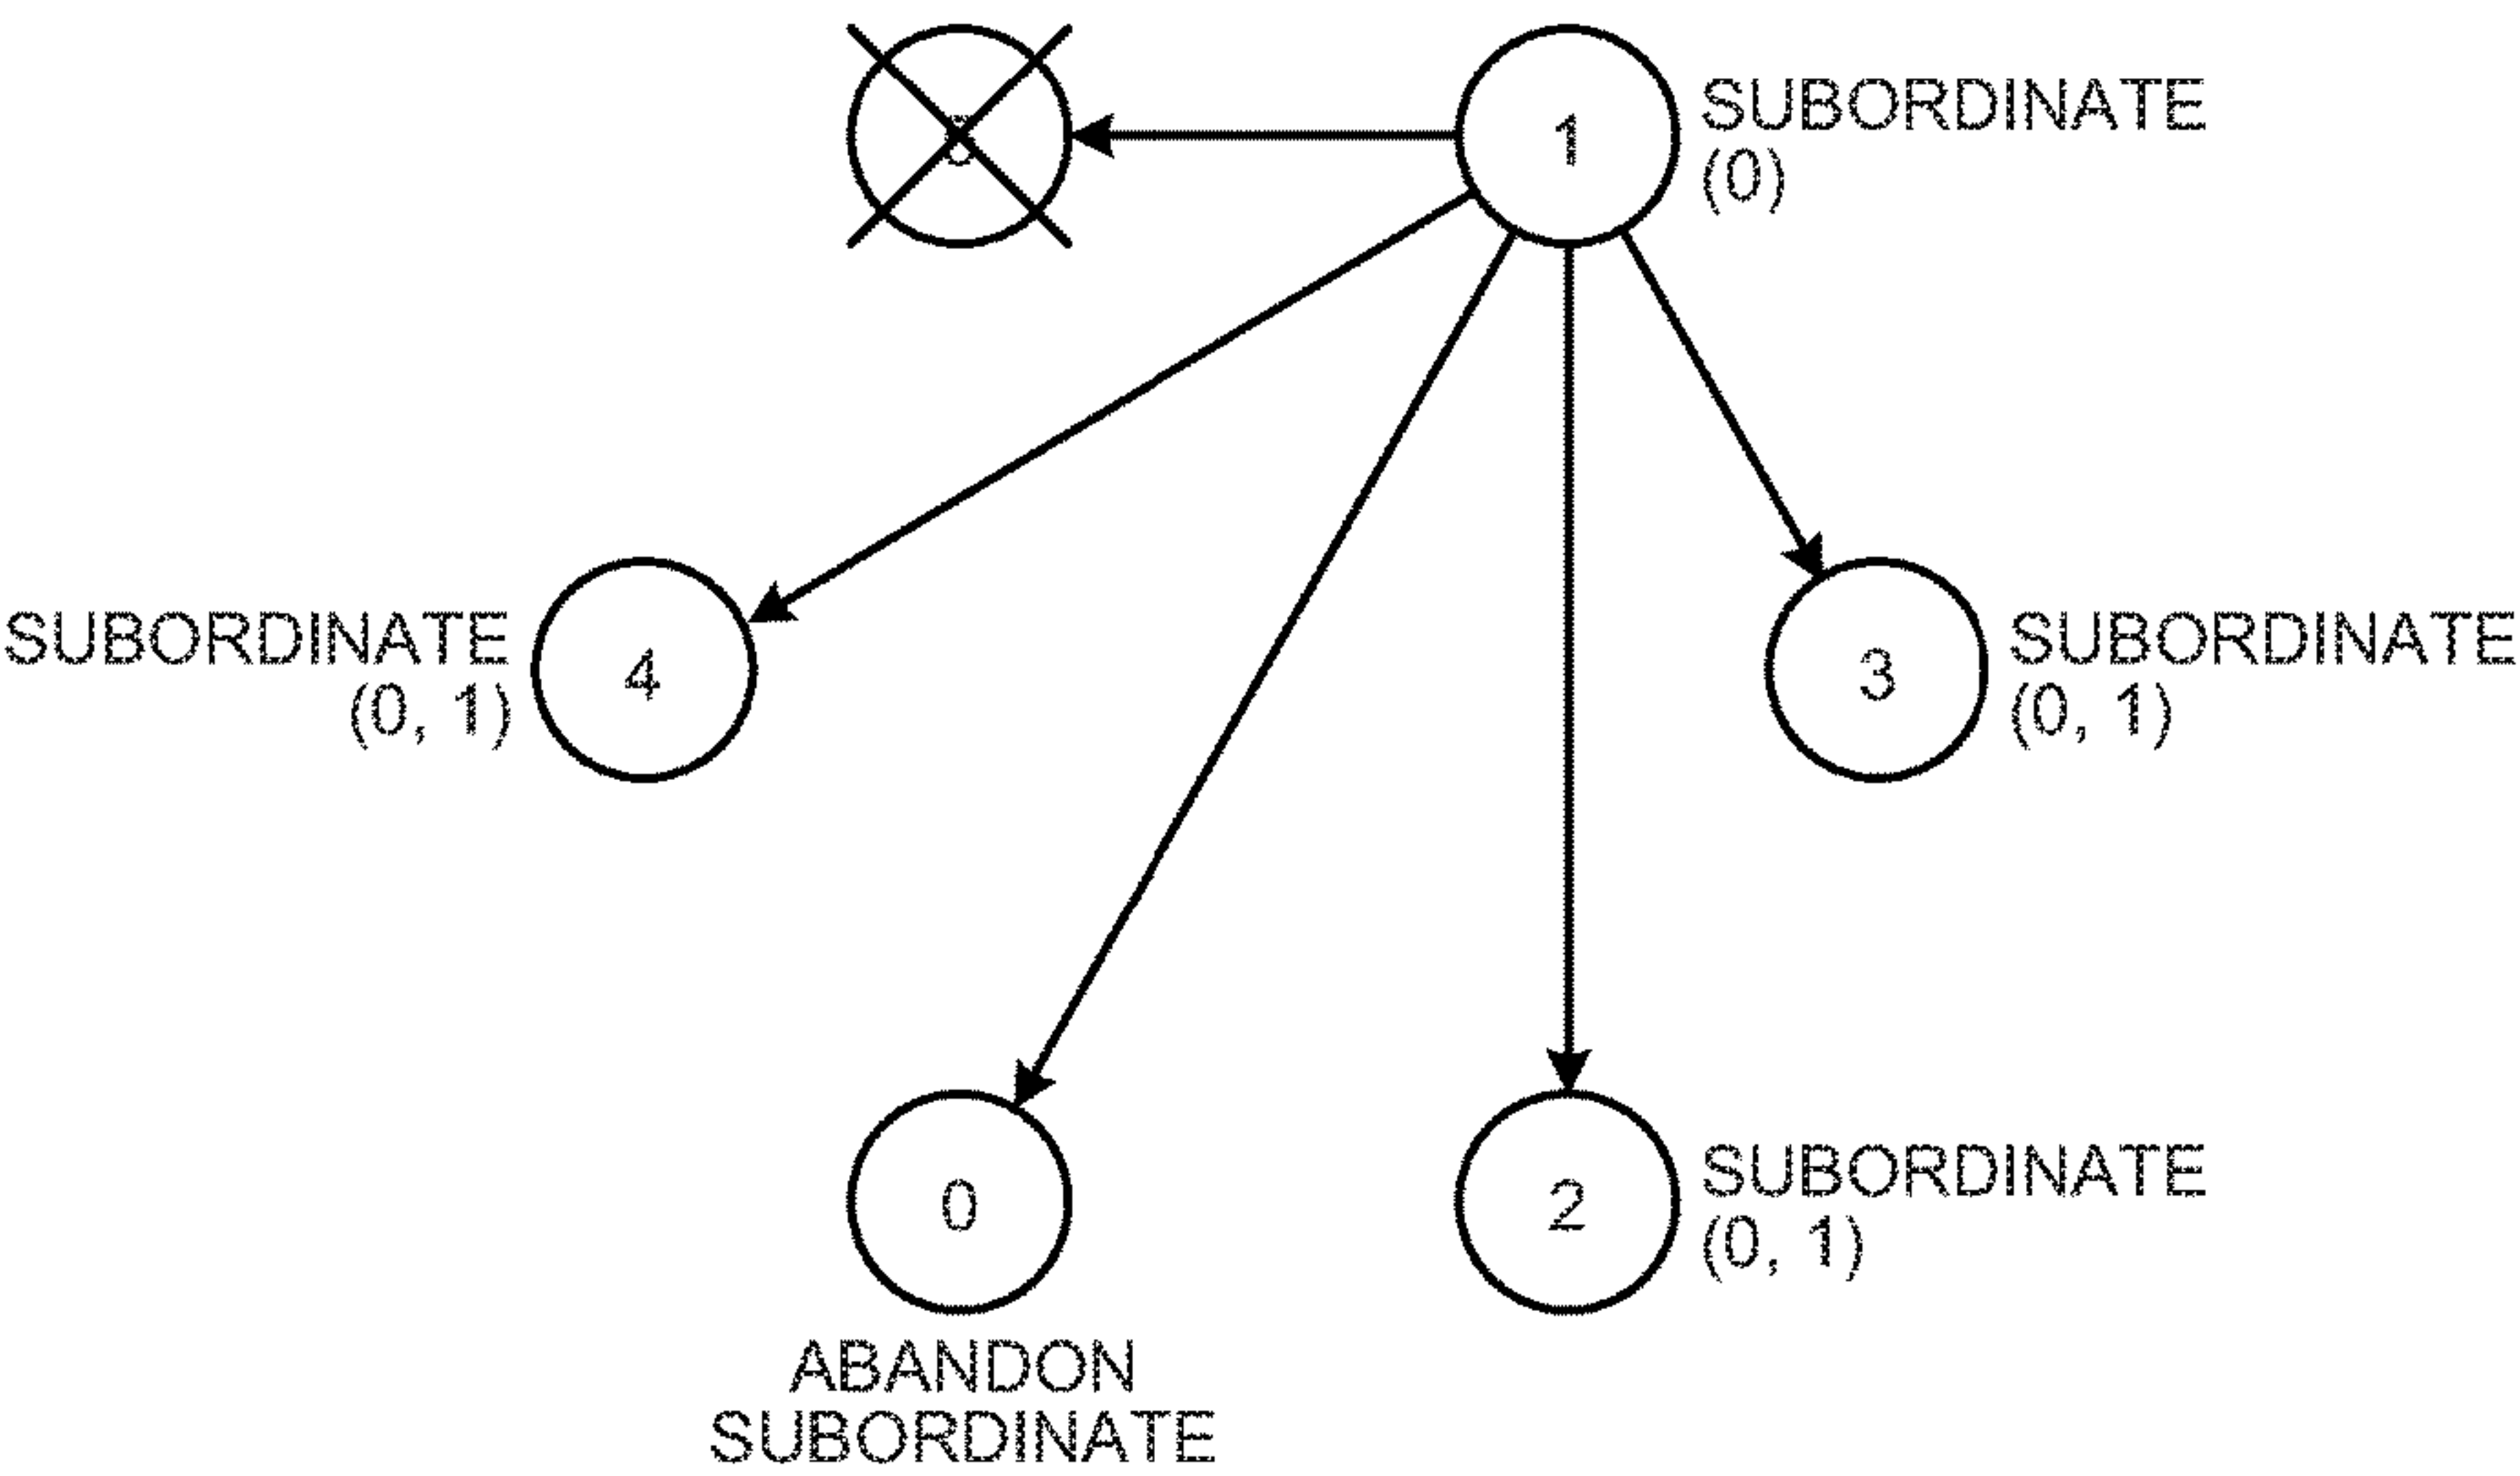 1
SUBORDINATE
(0)
SUBORDINATE
(0, 1)
4
3
SUBORDINATE
(0, 1)
0
ABANDON
SUBORDINATE
2
SUBORDINATE
(0, 1)